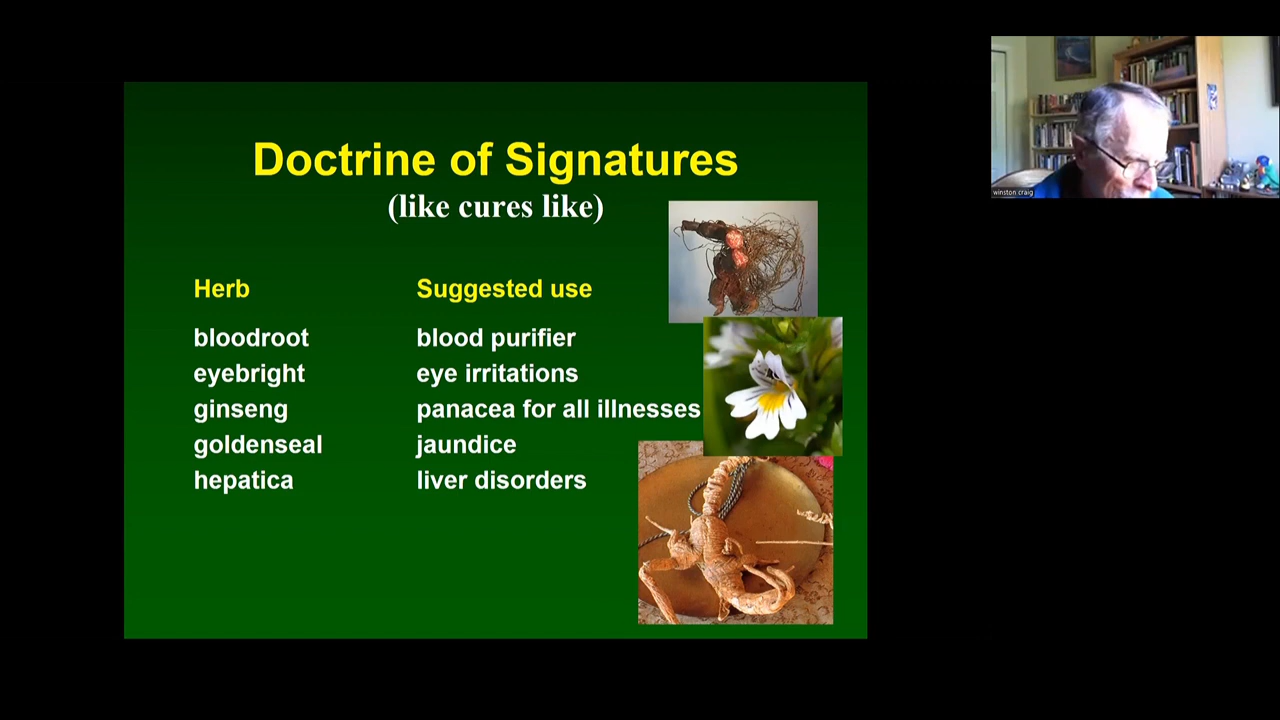 Doctrine of Signatures
(like cures like)
Herb Suggested use
bloodroot blood purifier
eyebright eye irritations
ginseng panacea for all illnesses
goldenseal jaundice
hepatica liver disorders
winston craig